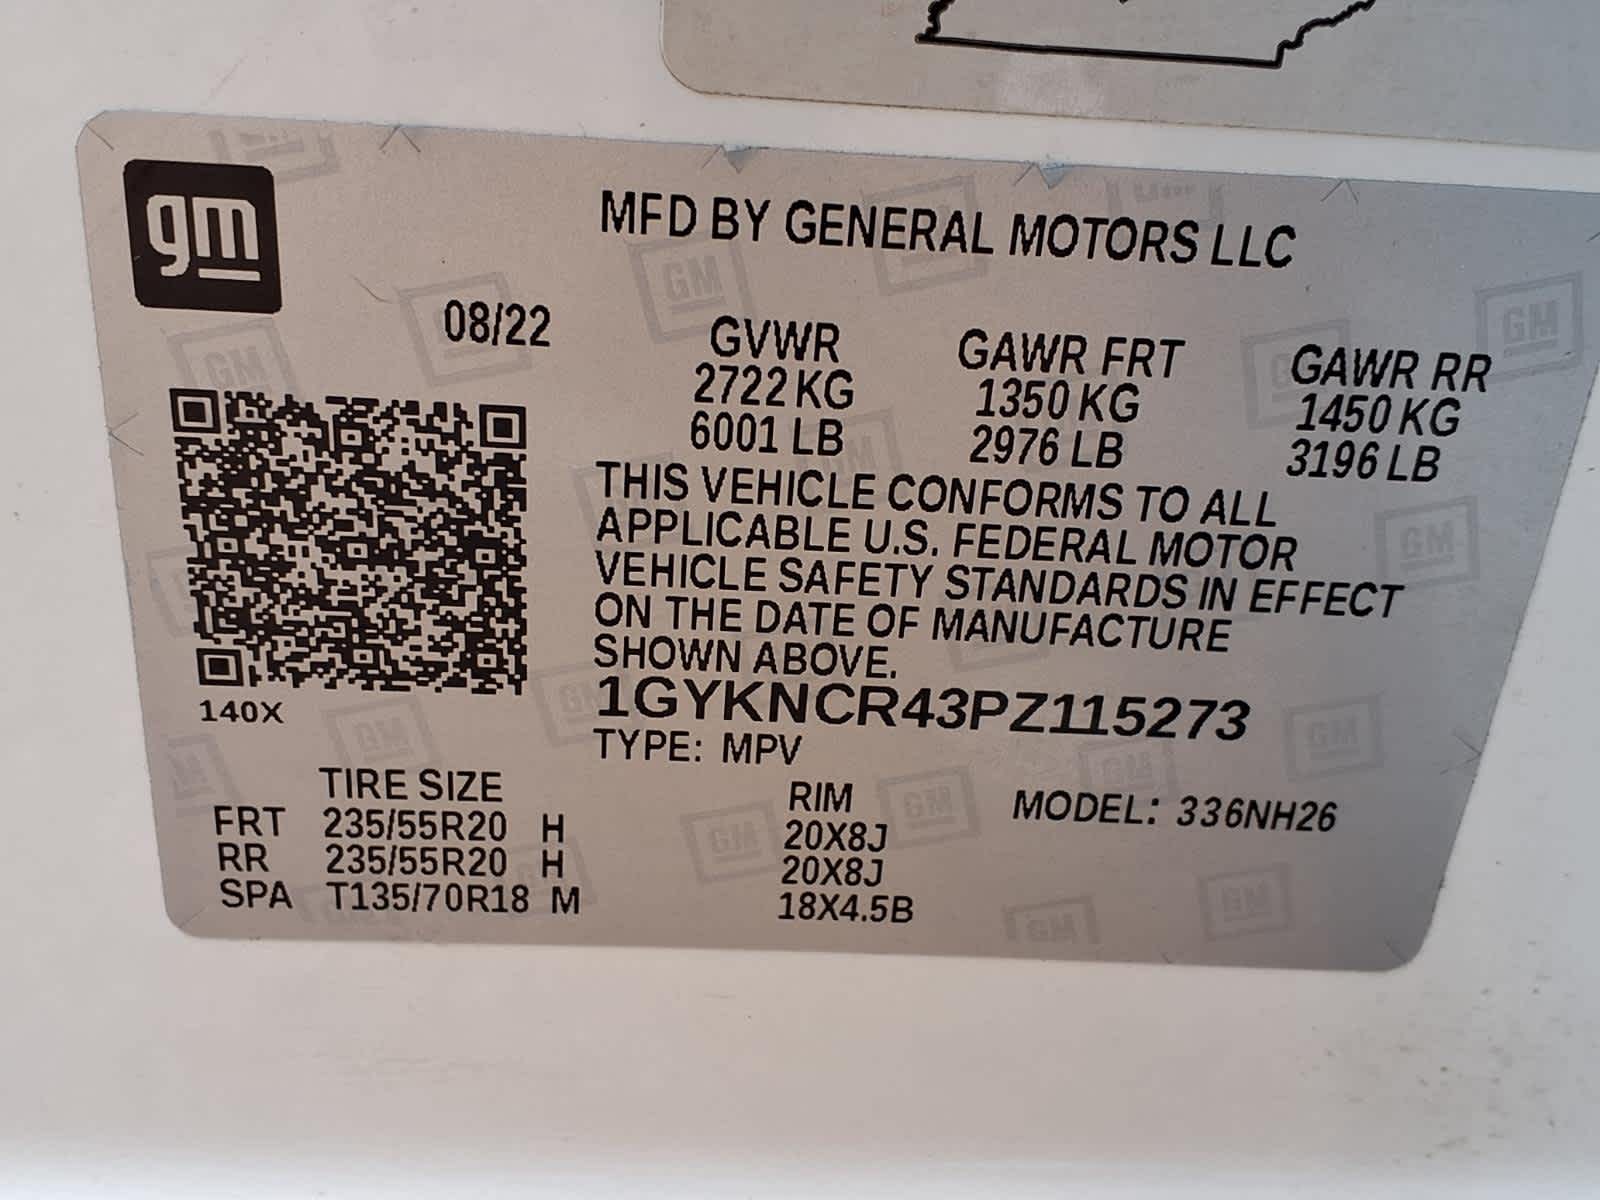 gm
MFD BY GENERAL MOTORS LLC
08/22
GVWR GAWR FRT GAWR RR
2722 KG 1350 KG 1450 KG
6001 LB 2976 LB 3196 LB
THIS VEHICLE CONFORMS TO ALL
APPLICABLE U.S. FEDERAL MOTOR
VEHICLE SAFETY STANDARDS IN EFFECT
ON THE DATE OF MANUFACTURE
SHOWN ABOVE.
1GYKNCR43PZ115273
140X
TYPE: MPV
TIRE SIZE RIM MODEL: 336NH26
FRT 235/55R20 H 20X8J
RR 235/55R20 H 20X8J
SPA T135/70R18 M 18X4.5B